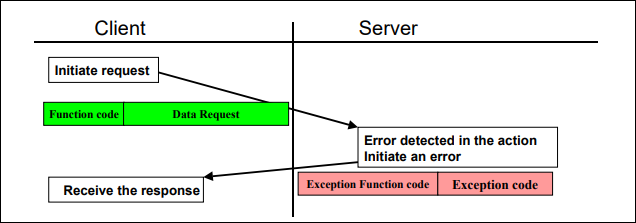 Client
Server
Initiate request
Function code
Data Request
Error detected in the action
Initiate an error
Receive the response
Exception Function code
Exception code